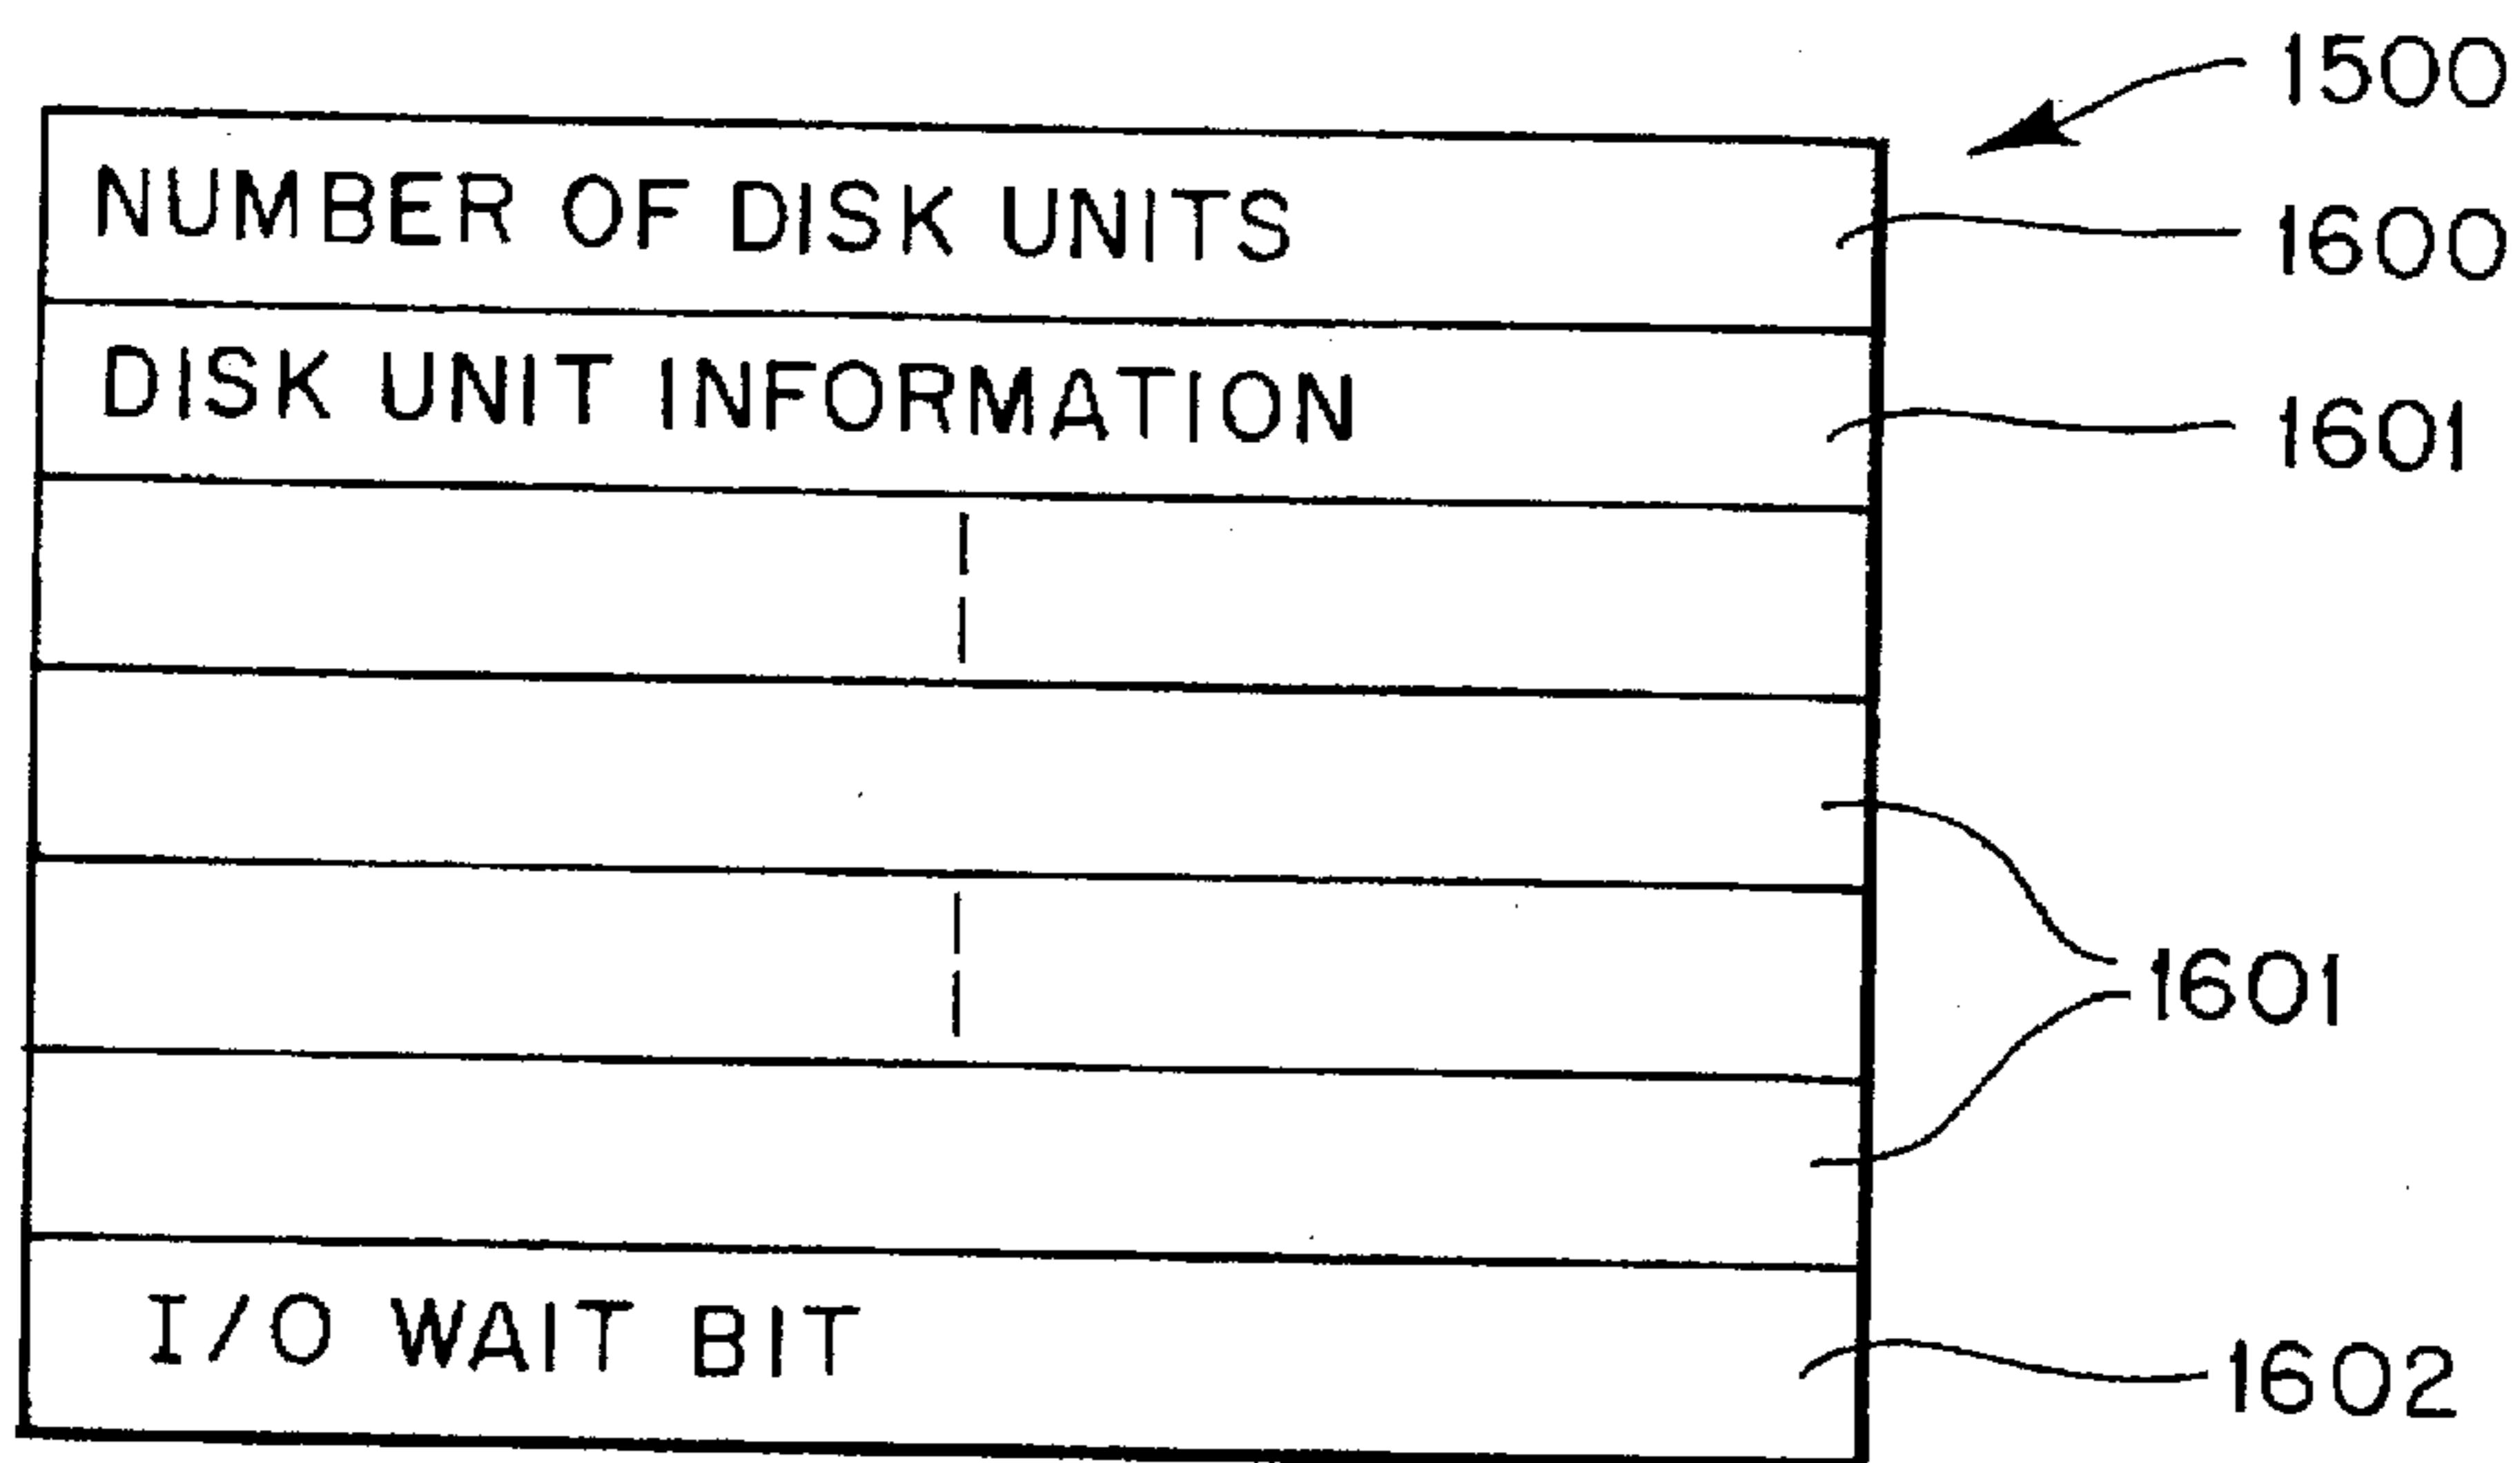 1500
NUMBER OF DISK UNITS 1600
DISK UNIT INFORMATION 1601
1601
I/O WAIT BIT 1602